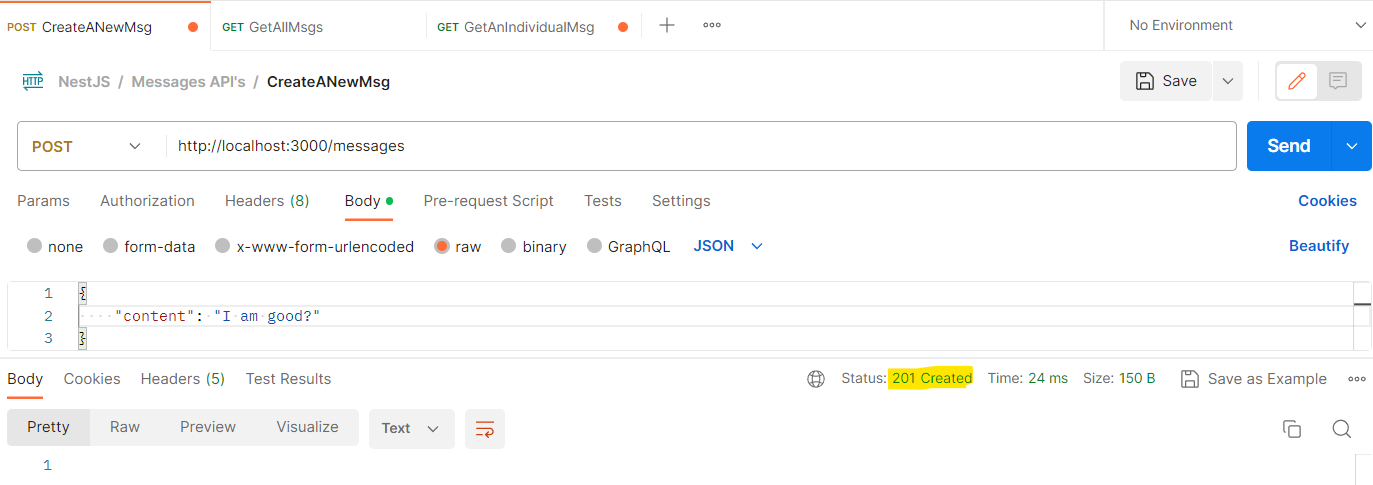 POST CreateANewMsg GET GetAllMsgs GET GetAnIndividualMsg No Environment
HTTP NestJS / Messages API's / CreateANewMsg Save
POST http://localhost:3000/messages Send
Params Authorization Headers (8) Body Pre-request Script Tests Settings Cookies
none form-data x-www-form-urlencoded raw binary GraphQL JSON Beautify
1 {
2 "content": "I am good?"
3 }
Body Cookies Headers (5) Test Results Status: 201 Created Time: 24 ms Size: 150 B Save as Example
Pretty Raw Preview Visualize Text
1